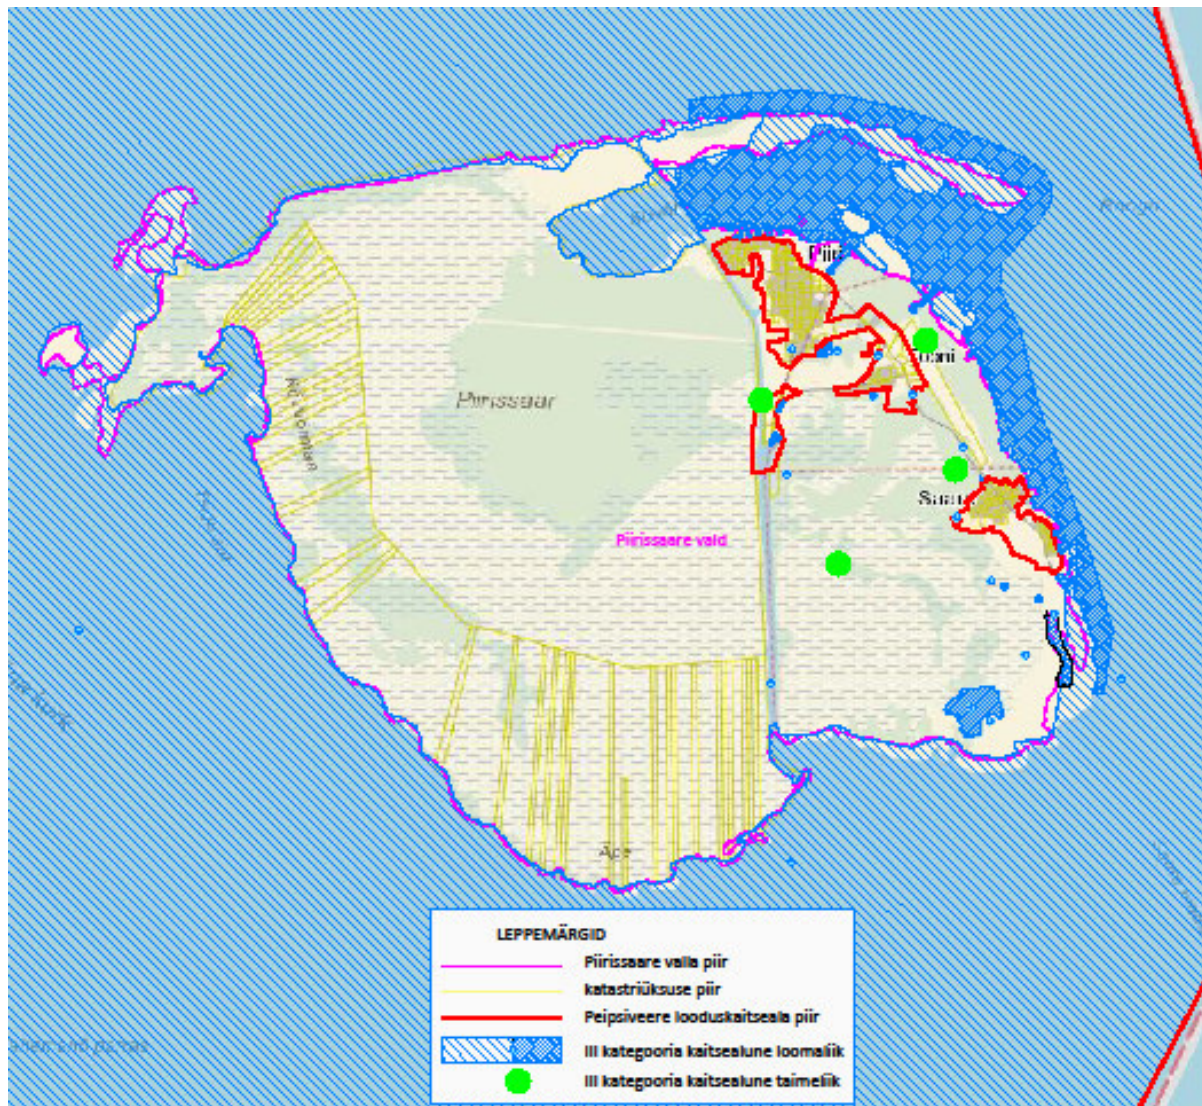 Piiri
Tooni
Piirissaar
Saare
Piirissaare vald
LEPPEMÄRGID
Piirissaare valla piir
katastriüksuse piir
Peipsiveere looduskaitseala piir
III kategooria kaitsealune loomaliik
III kategooria kaitsealune taimeliik